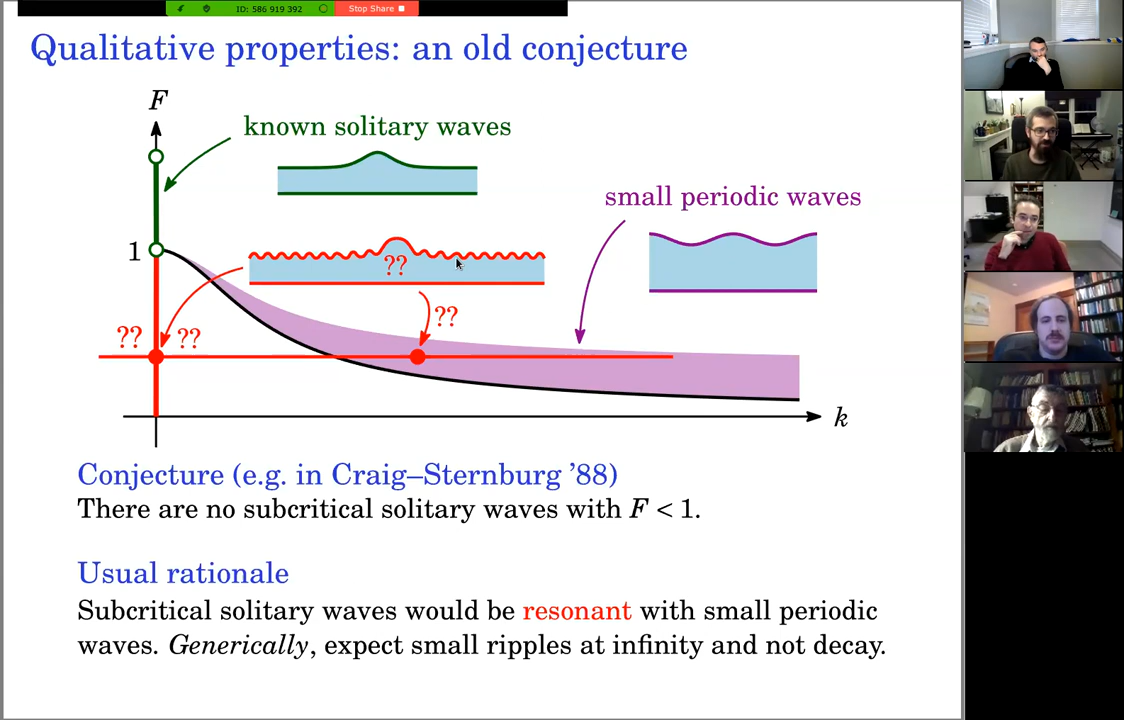 ID: 586 919 392
Stop Share
Qualitative properties: an old conjecture
F
known solitary waves
small periodic waves
1
??
??
?? ??
k
Conjecture (e.g. in Craig–Sternburg ’88)
There are no subcritical solitary waves with F < 1.
Usual rationale
Subcritical solitary waves would be resonant with small periodic
waves. Generically, expect small ripples at infinity and not decay.